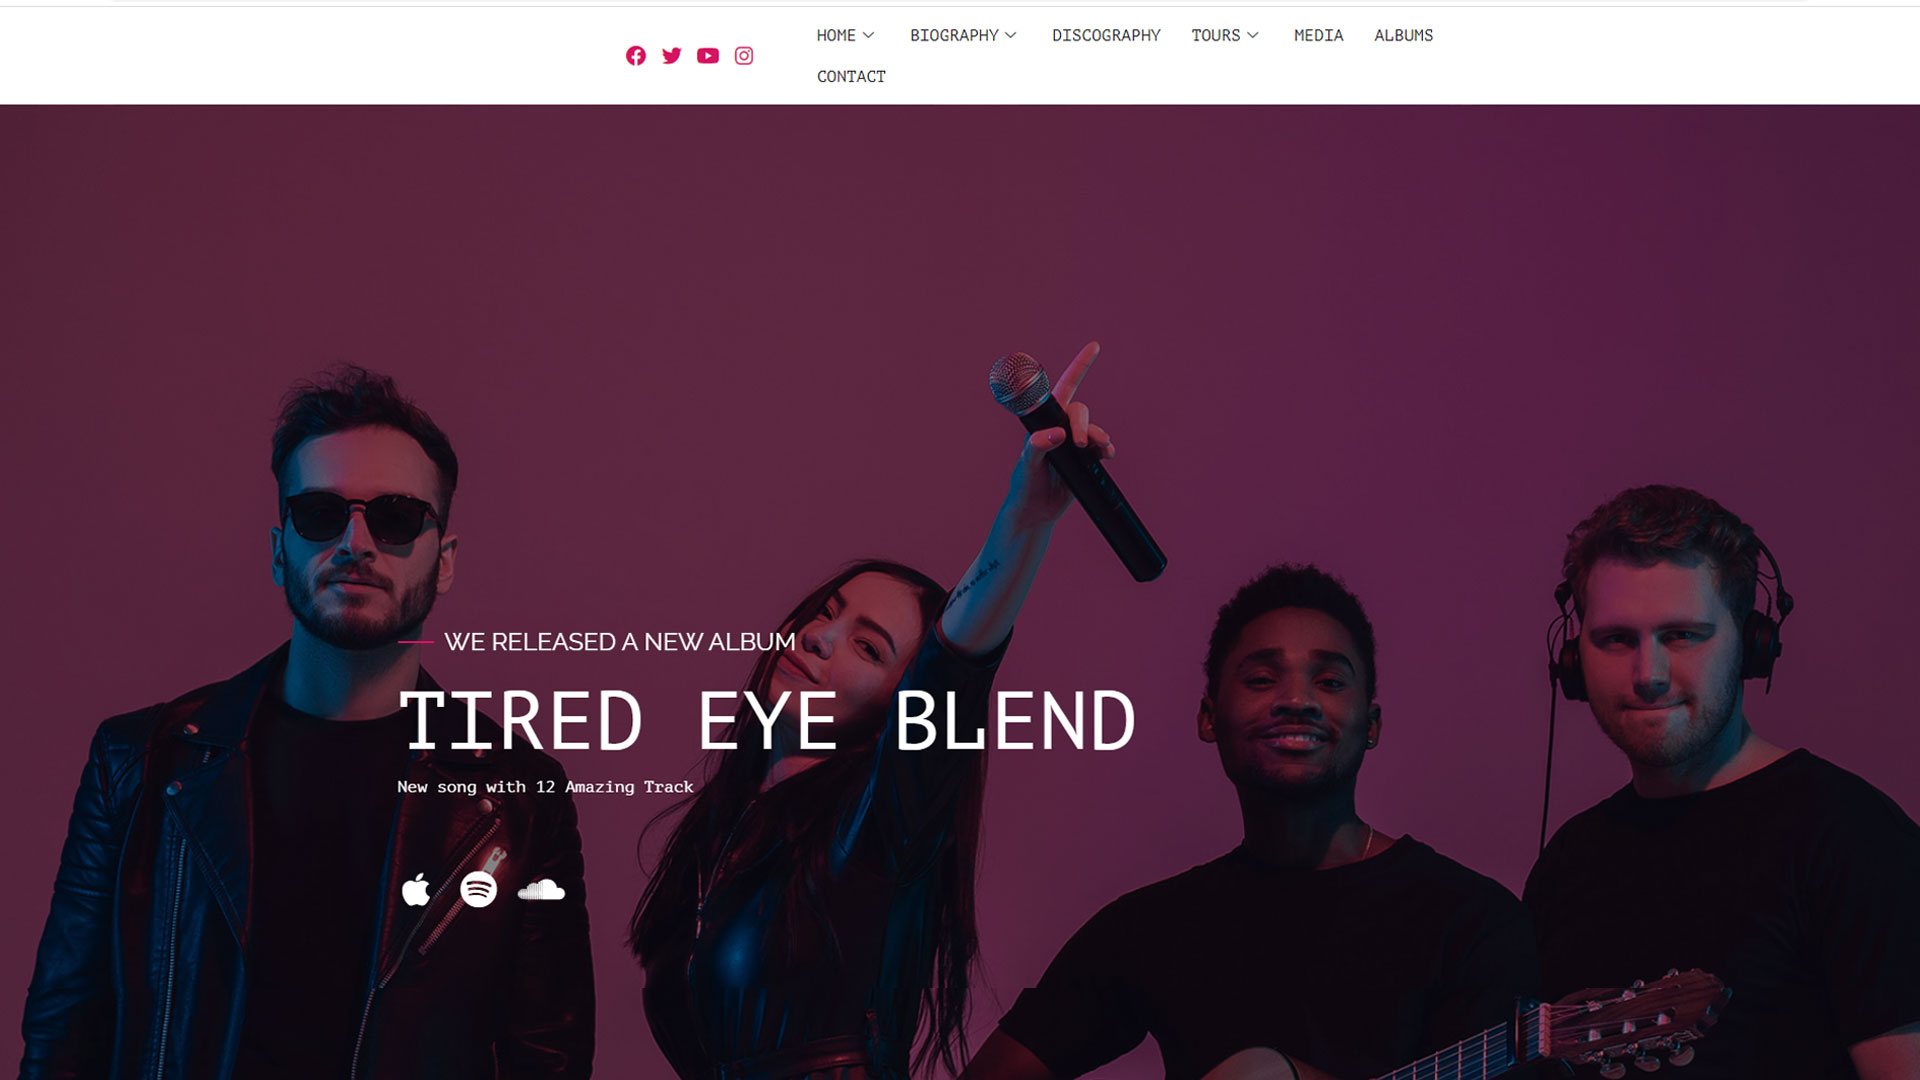 HOME BIOGRAPHY DISCOGRAPHY TOURS MEDIA ALBUMS
CONTACT
WE RELEASED A NEW ALBUM
TIRED EYE BLEND
New song with 12 Amazing Track